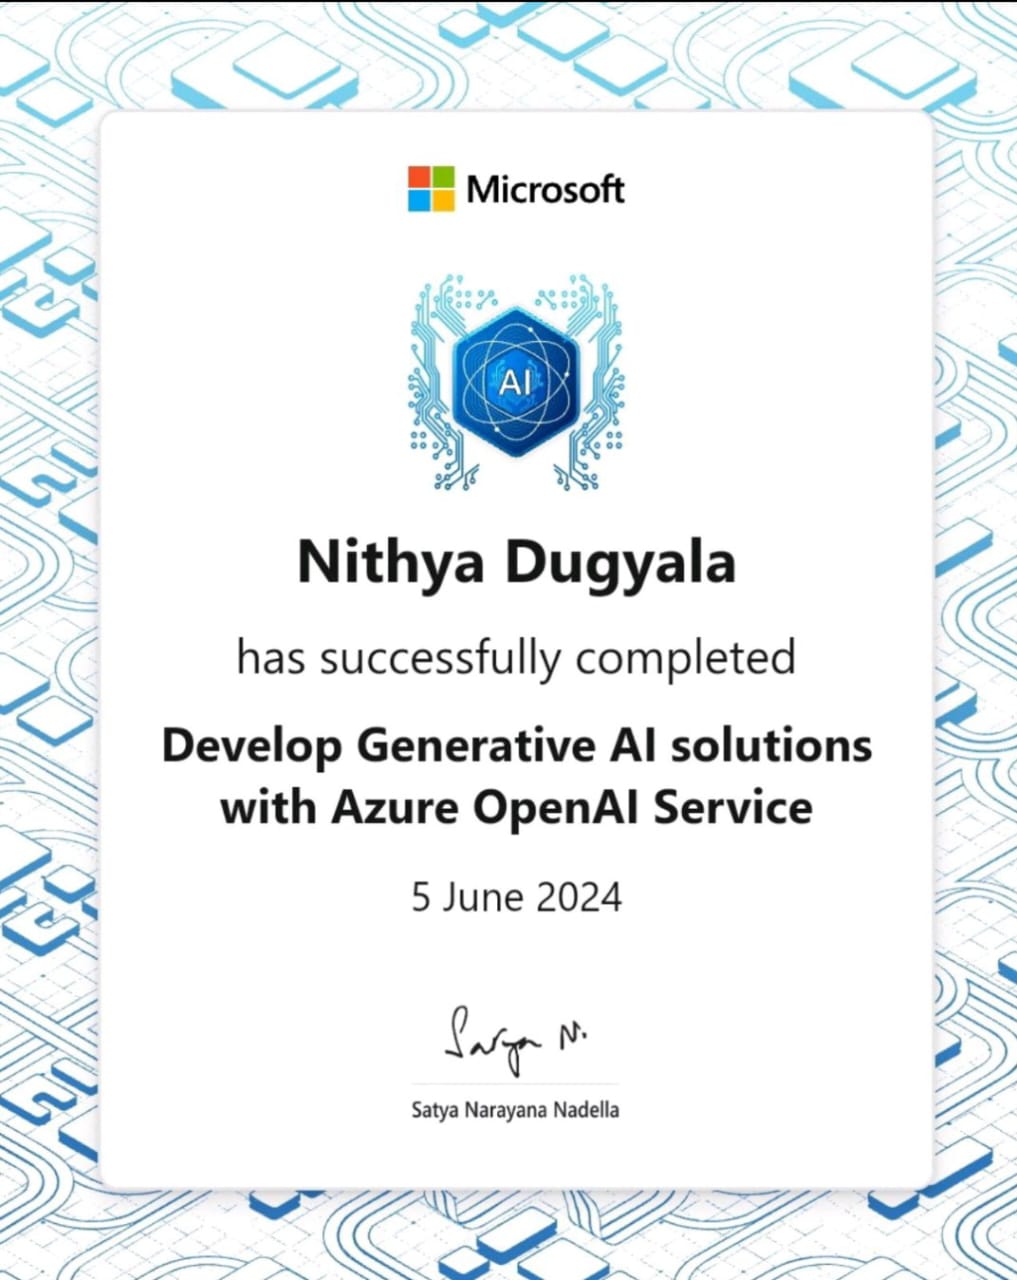 Microsoft
AI
Nithya Dugyala
has successfully completed
Develop Generative AI solutions
with Azure OpenAI Service
5 June 2024
Satya N.
Satya Narayana Nadella